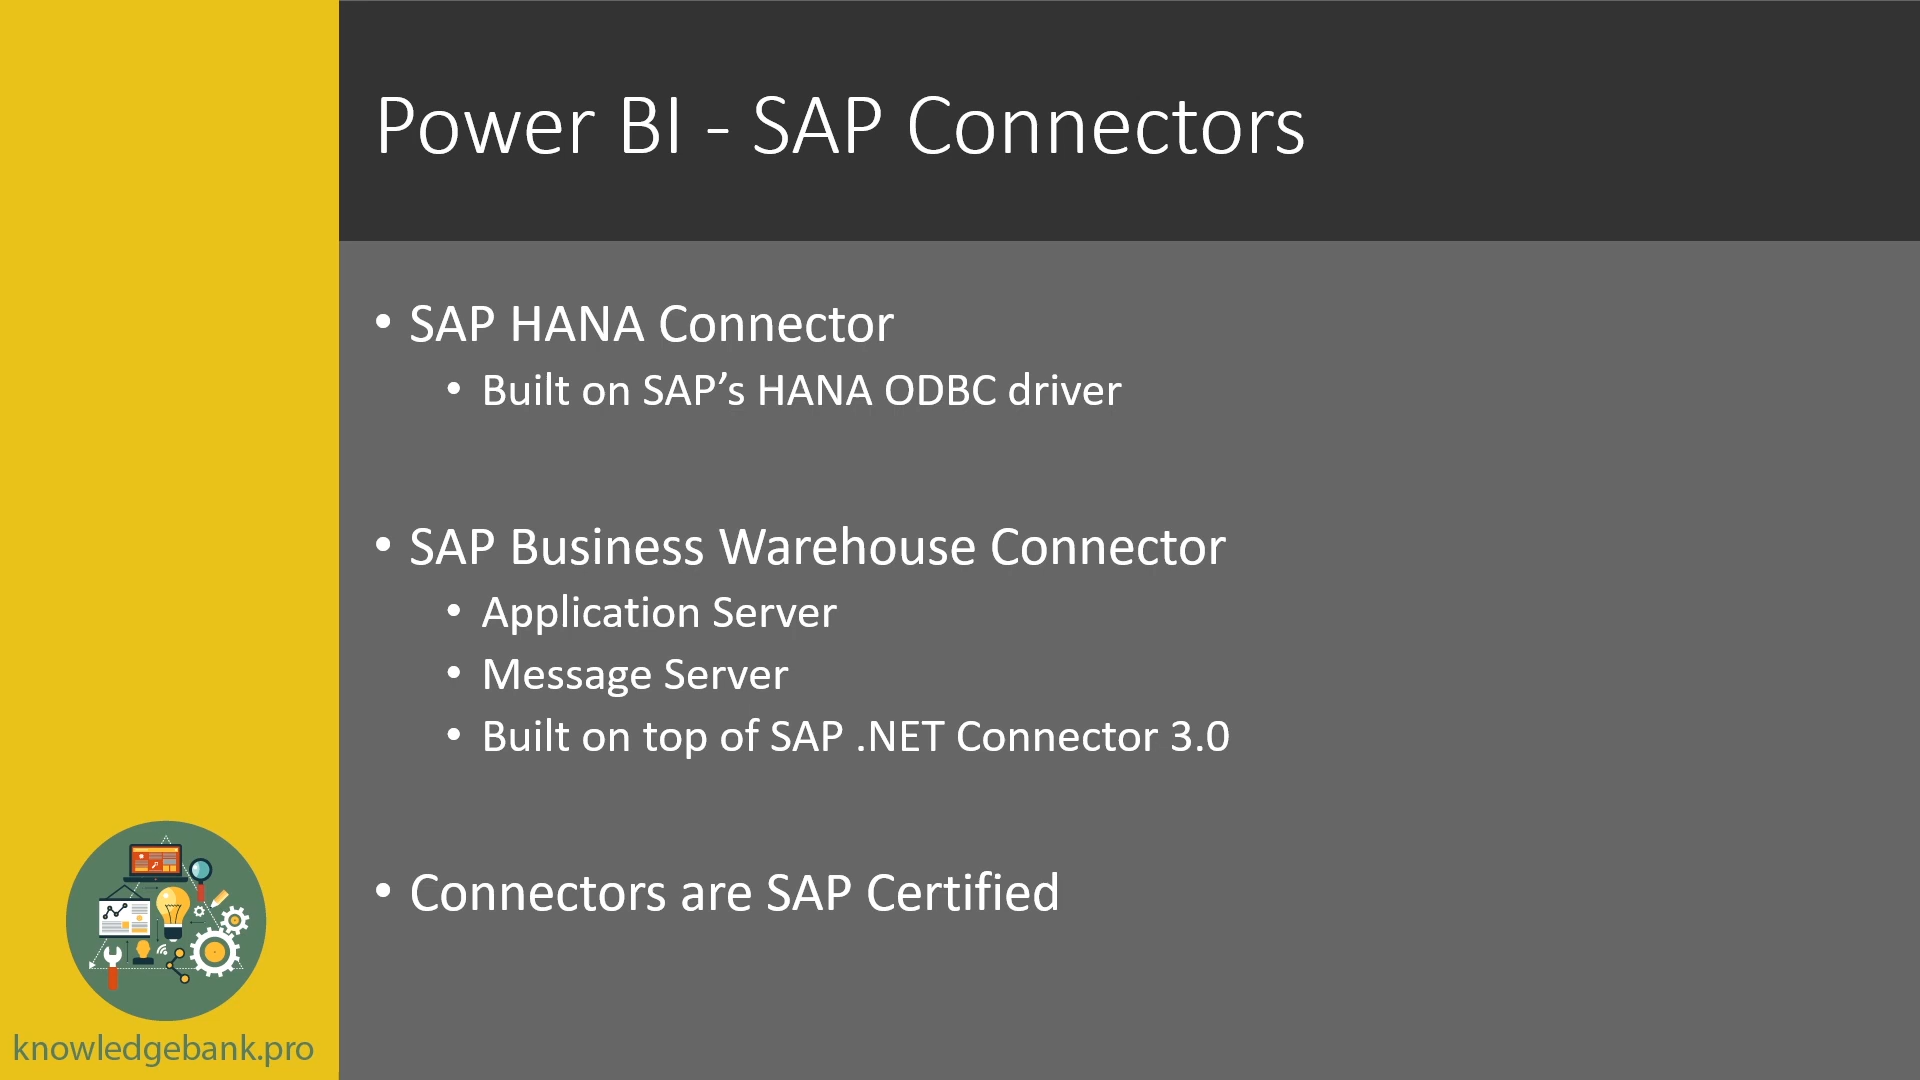 Power BI - SAP Connectors
• SAP HANA Connector
• Built on SAP’s HANA ODBC driver
• SAP Business Warehouse Connector
• Application Server
• Message Server
• Built on top of SAP .NET Connector 3.0
• Connectors are SAP Certified
knowledgebank.pro